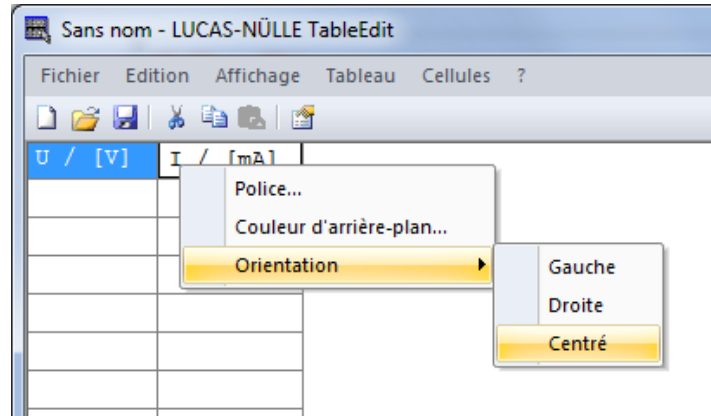 Sans nom - LUCAS-NÜLLE TableEdit
Fichier Edition Affichage Tableau Cellules ?
U / [V] I / [mA]
Police...
Couleur d'arrière-plan...
Orientation
Gauche
Droite
Centré